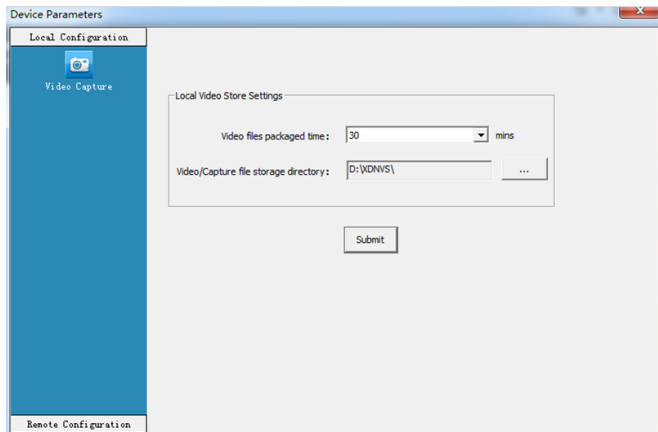 Device Parameters
Local Configuration
Video Capture
Local Video Store Settings
Video files packaged time: 30 mins
Video/Capture file storage directory: D:\XDNVS\ ...
Submit
Remote Configuration